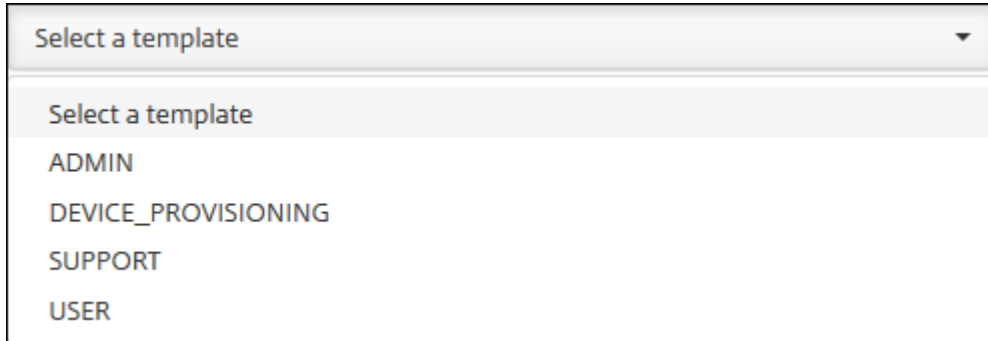 Select a template
Select a template
ADMIN
DEVICE_PROVISIONING
SUPPORT
USER